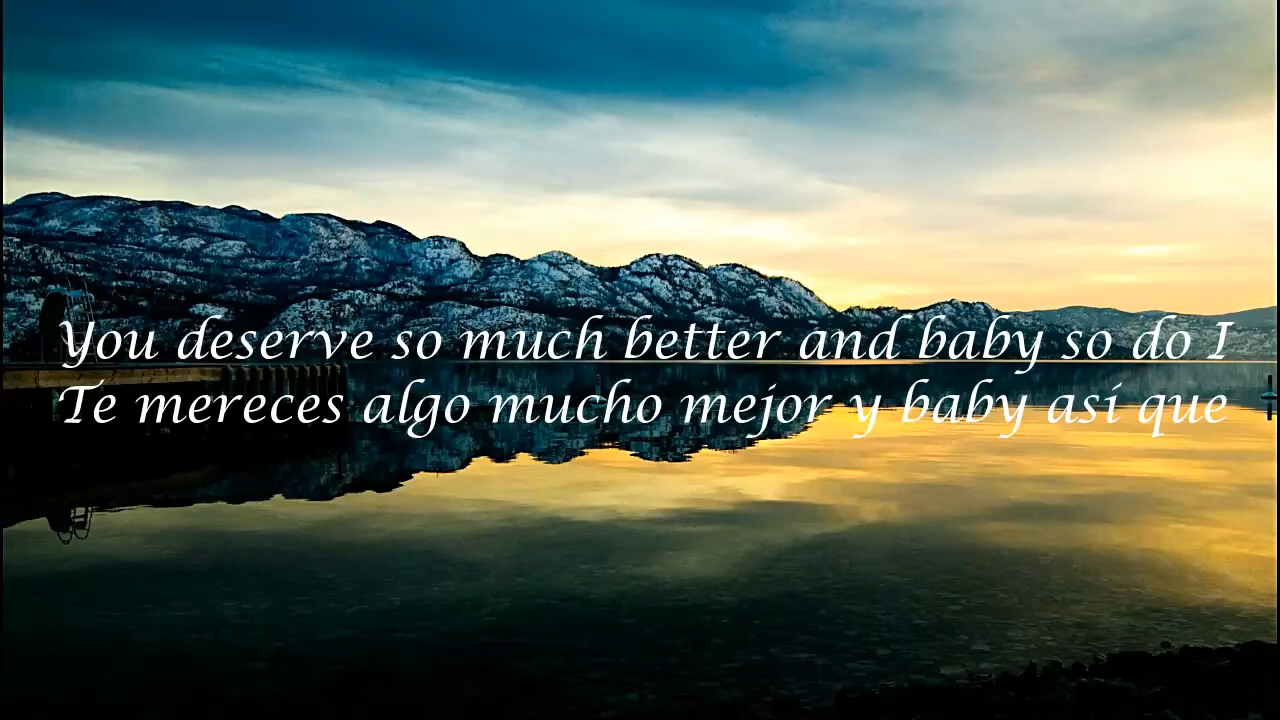 You deserve so much better and baby so do I
Te mereces algo mucho mejor y baby así que